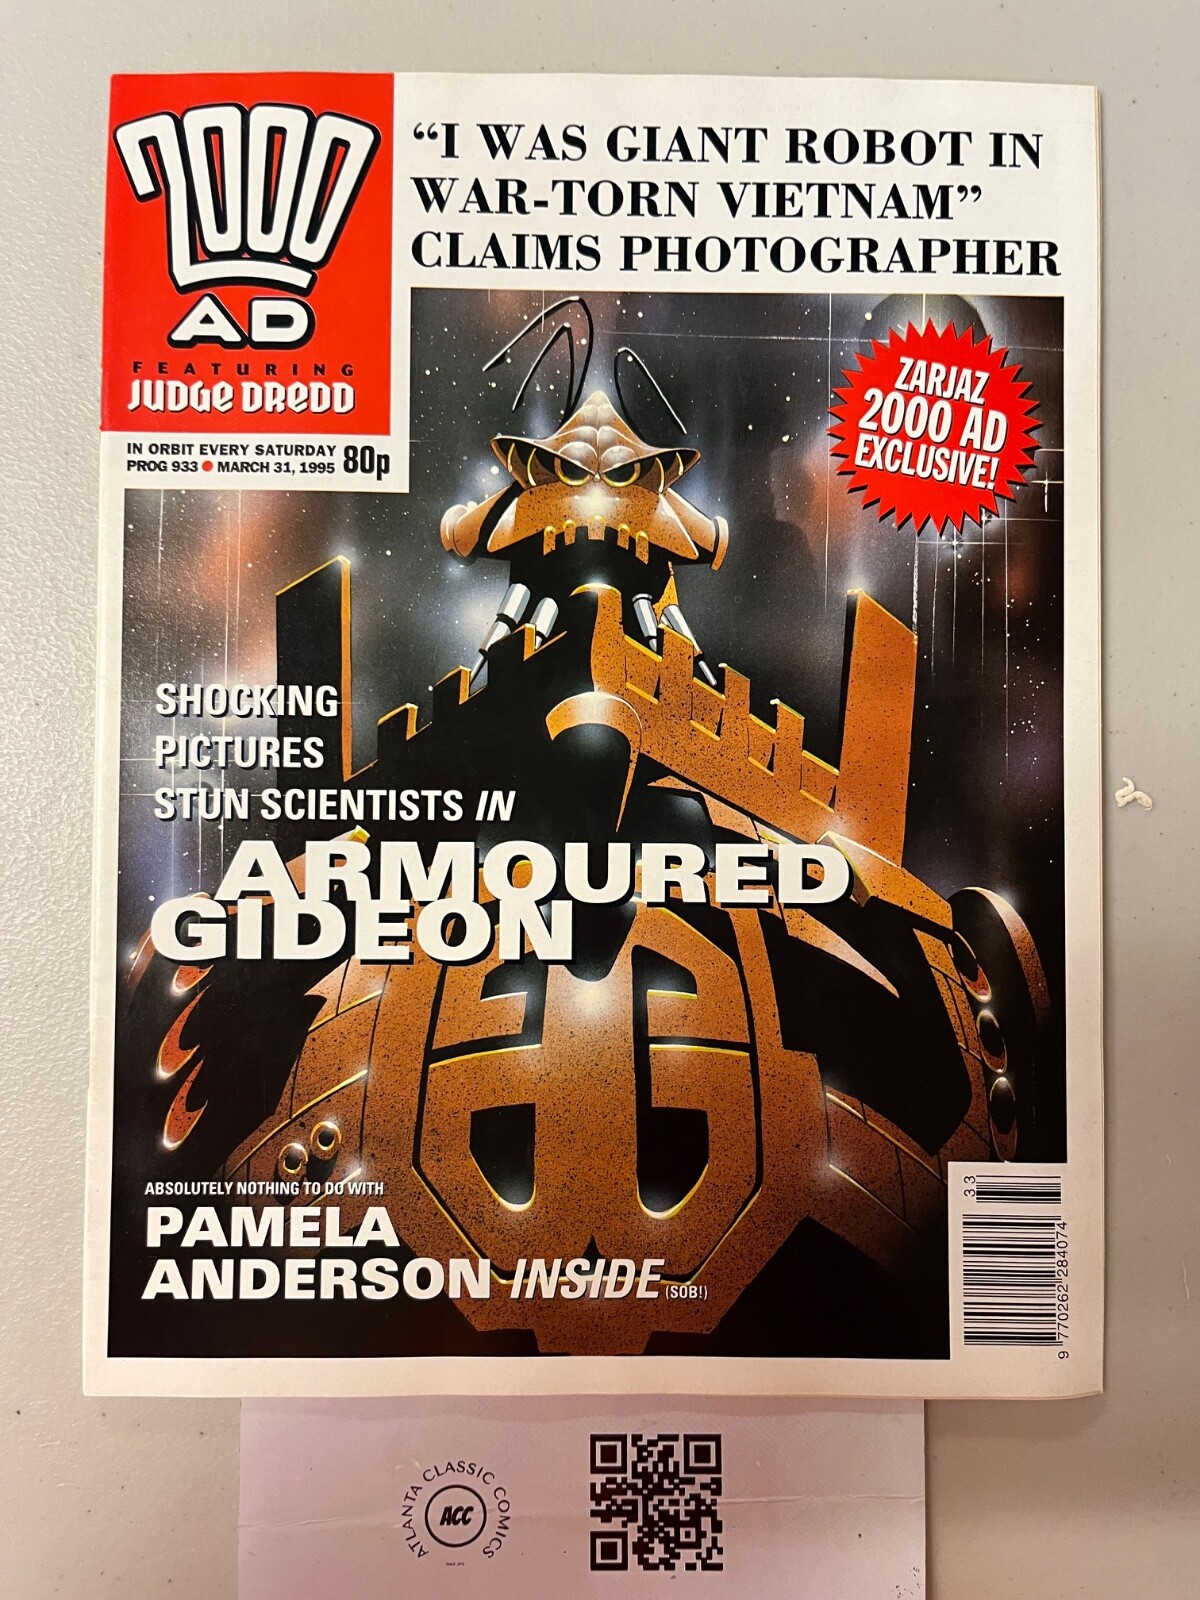 2000
AD
FEATURING
JUDGE DREDD
IN ORBIT EVERY SATURDAY
PROG 933 ● MARCH 31, 1995 80p
“I WAS GIANT ROBOT IN
WAR-TORN VIETNAM”
CLAIMS PHOTOGRAPHER
ZARJAZ
2000 AD
EXCLUSIVE!
SHOCKING
PICTURES
STUN SCIENTISTS IN
ARMOURED
GIDEON
ABSOLUTELY NOTHING TO DO WITH
PAMELA
ANDERSON INSIDE (SOB!)
33
9 770262 284074
ATLANTA CLASSIC COMICS
ACC